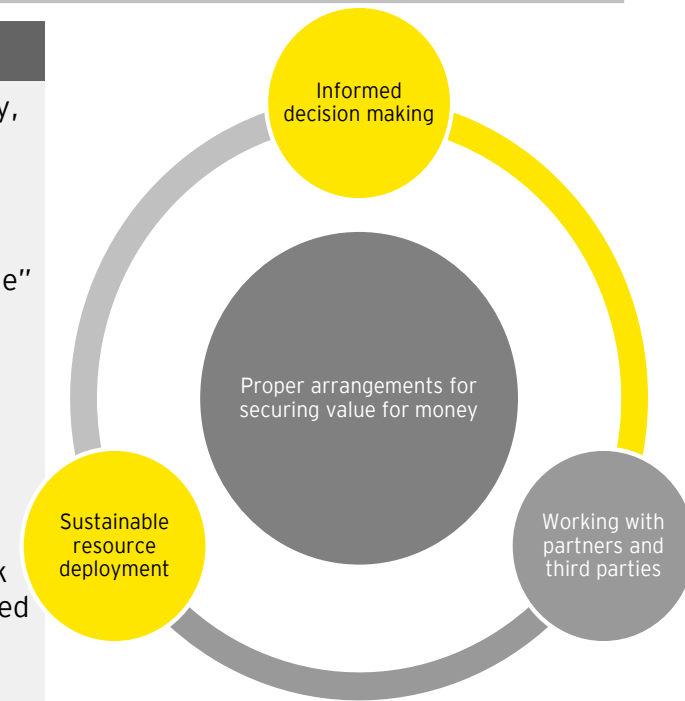 y,
e”
k
ed
Informed
decision making
Proper arrangements for
securing value for money
Sustainable
resource
deployment
Working with
partners and
third parties